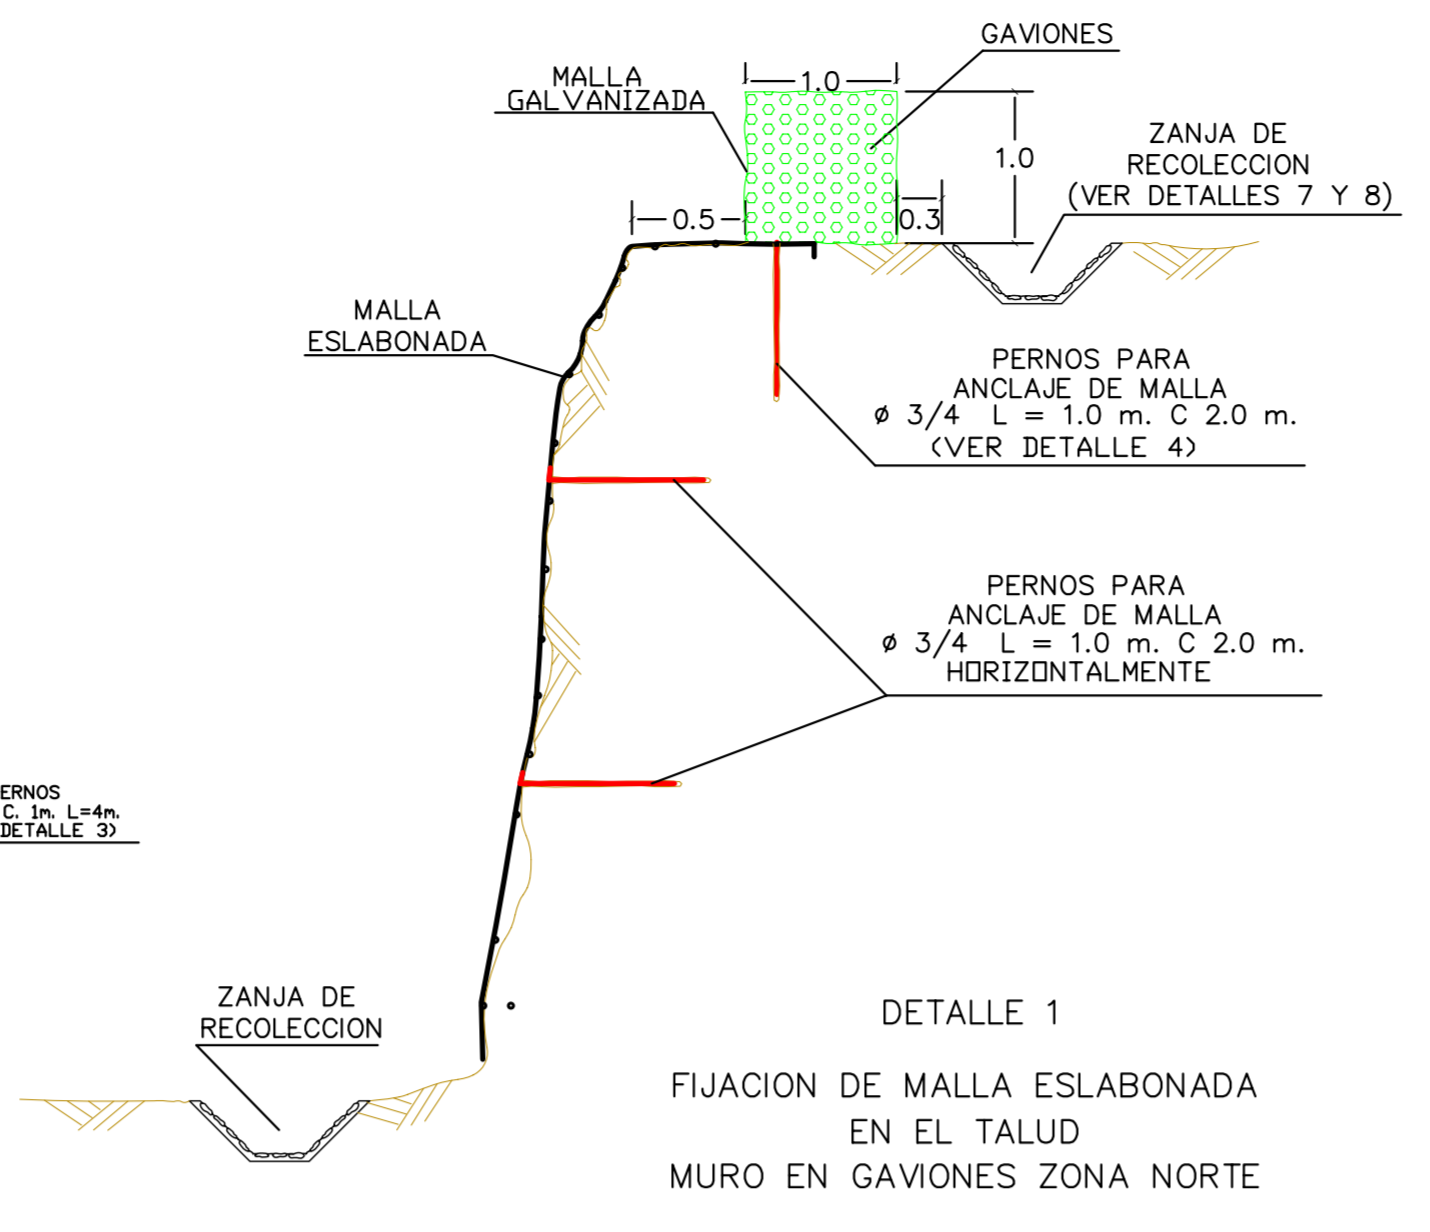 GAVIONES
MALLA
GALVANIZADA
1.0
1.0
ZANJA DE
RECOLECCION
(VER DETALLES 7 Y 8)
0.5
0.3
MALLA
ESLABONADA
PERNOS PARA
ANCLAJE DE MALLA
ø 3/4 L = 1.0 m. C 2.0 m.
(VER DETALLE 4)
PERNOS PARA
ANCLAJE DE MALLA
ø 3/4 L = 1.0 m. C 2.0 m.
HORIZONTALMENTE
ERNOS
C. 1m. L=4m.
DETALLE 3)
ZANJA DE
RECOLECCION
DETALLE 1
FIJACION DE MALLA ESLABONADA
EN EL TALUD
MURO EN GAVIONES ZONA NORTE